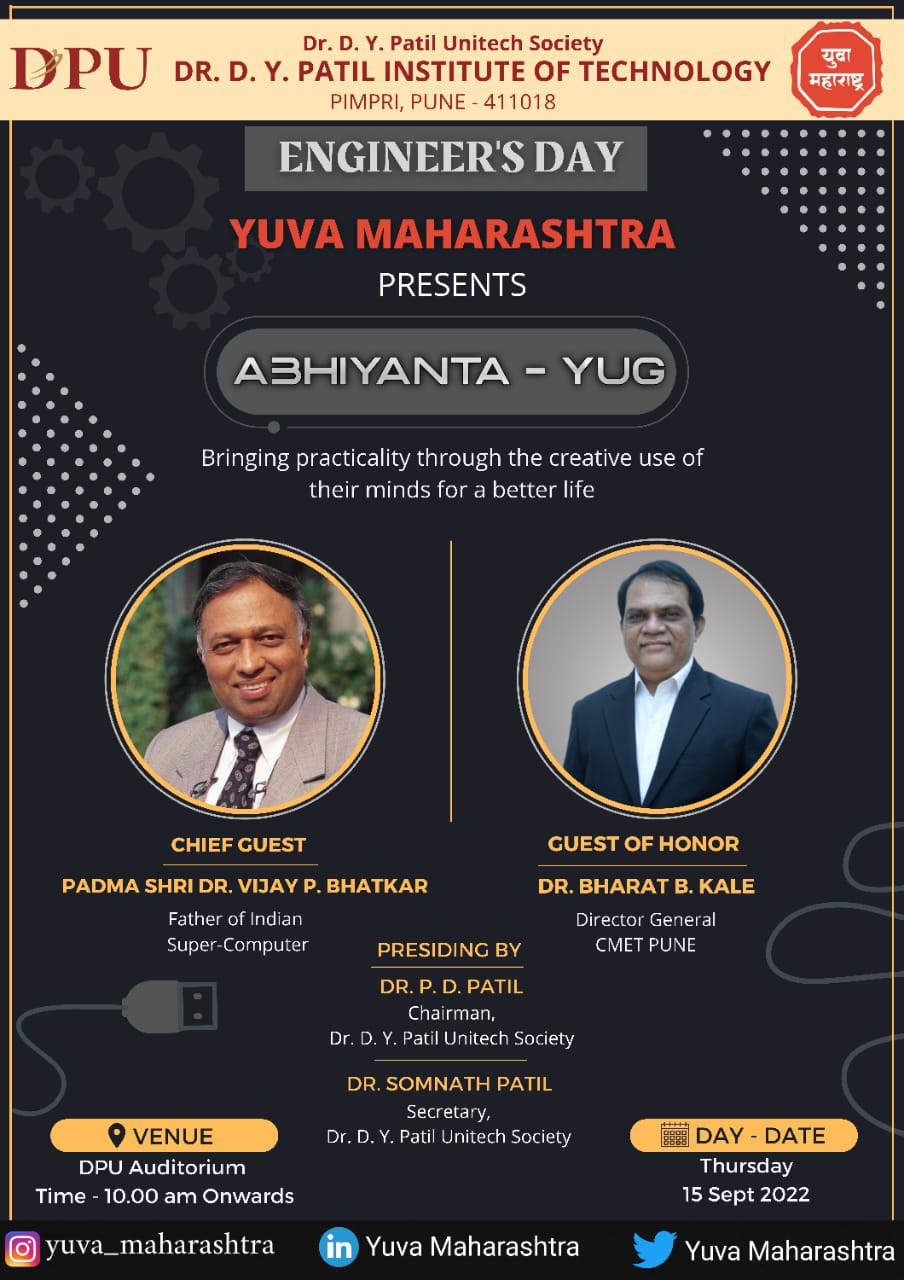 DPU
Dr. D. Y. Patil Unitech Society
DR. D. Y. PATIL INSTITUTE OF TECHNOLOGY
PIMPRI, PUNE - 411018
युवा
महाराष्ट्र
ENGINEER'S DAY
YUVA MAHARASHTRA
PRESENTS
ABHIYANTA - YUG
Bringing practicality through the creative use of
their minds for a better life
CHIEF GUEST
PADMA SHRI DR. VIJAY P. BHATKAR
Father of Indian
Super-Computer
GUEST OF HONOR
DR. BHARAT B. KALE
Director General
CMET PUNE
PRESIDING BY
DR. P. D. PATIL
Chairman,
Dr. D. Y. Patil Unitech Society
DR. SOMNATH PATIL
Secretary,
Dr. D. Y. Patil Unitech Society
VENUE
DPU Auditorium
Time - 10.00 am Onwards
DAY - DATE
Thursday
15 Sept 2022
yuva_maharashtra
in Yuva Maharashtra
Yuva Maharashtra